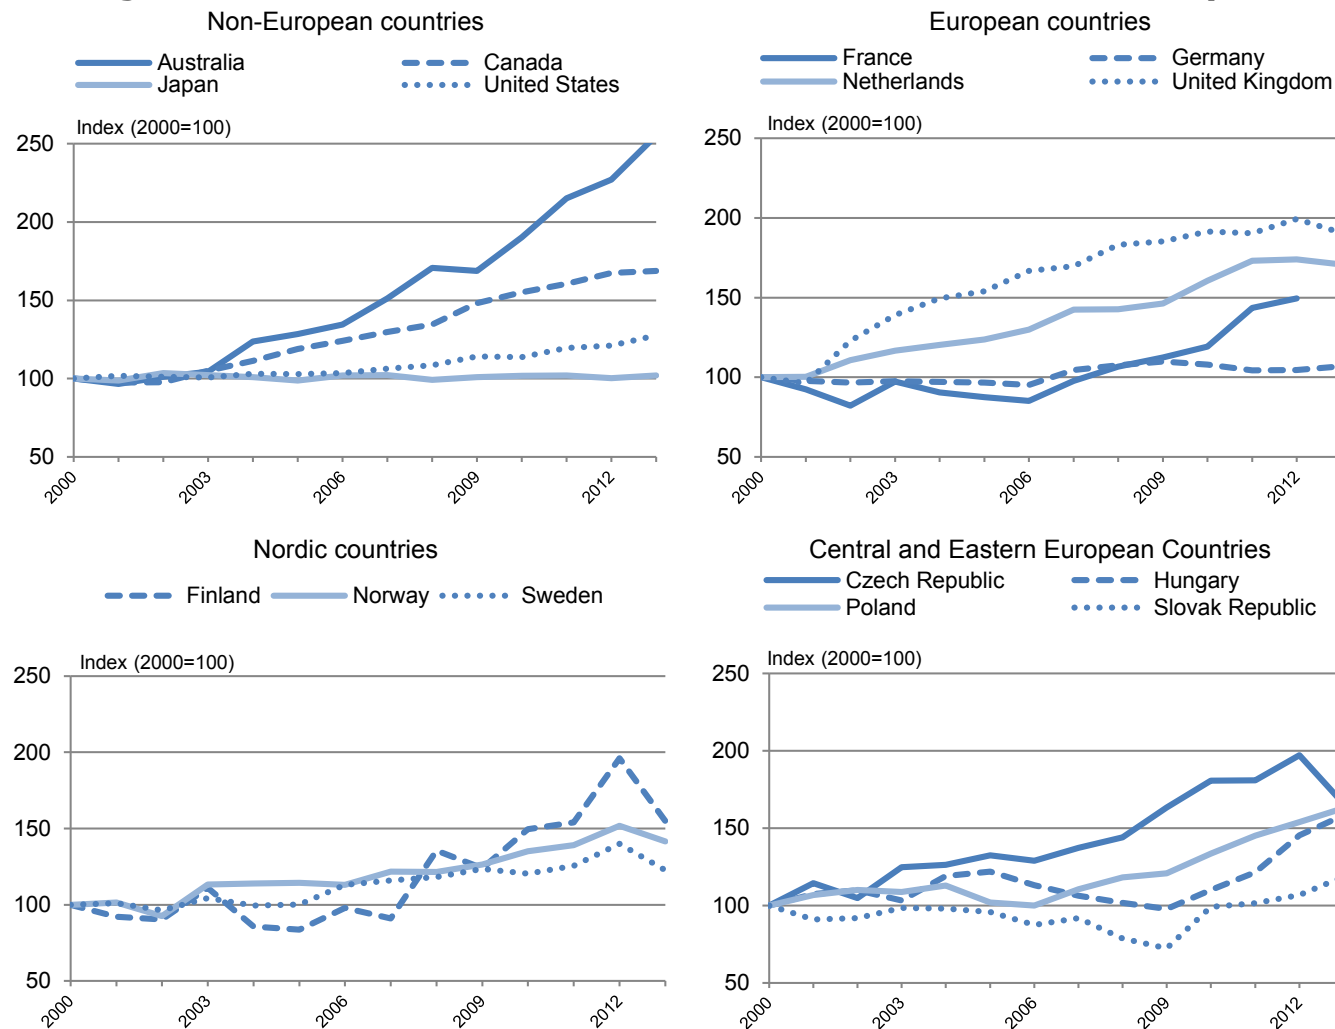 Non-European countries
Australia
Canada
Japan
United States
Index (2000=100)
250
200
150
100
50
2000
2003
2006
2009
2012
European countries
France
Germany
Netherlands
United Kingdom
Index (2000=100)
250
200
150
100
50
2000
2003
2006
2009
2012
Nordic countries
Finland
Norway
Sweden
Index (2000=100)
250
200
150
100
50
2000
2003
2006
2009
2012
Central and Eastern European Countries
Czech Republic
Hungary
Poland
Slovak Republic
Index (2000=100)
250
200
150
100
50
2000
2003
2006
2009
2012